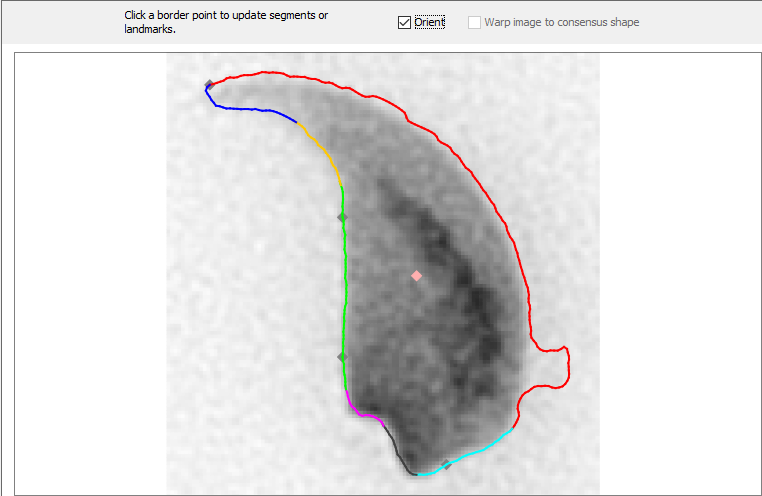 Click a border point to update segments or
landmarks.
Orient
Warp image to consensus shape